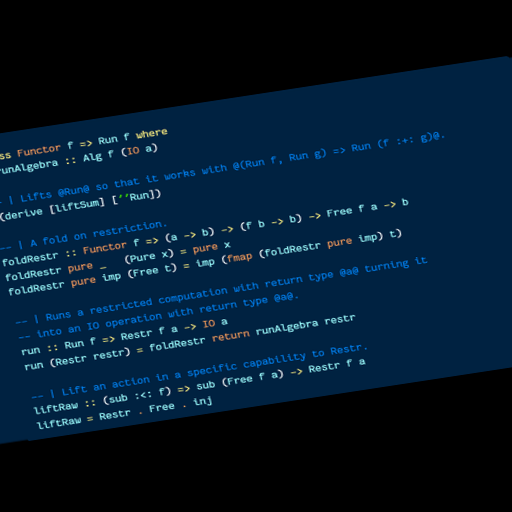 ss Functor f => Run f where
runAlgebra :: Alg f (IO a)
| Lifts @Run@ so that it works with @(Run f, Run g) => Run (f :+: g)@.
(derive [liftSum] [''Run])
-- | A fold on restriction.
foldRestr :: Functor f => (a -> b) -> (f b -> b) -> Free f a -> b
foldRestr pure _   (Pure x) = pure x
foldRestr pure imp (Free t) = imp (fmap (foldRestr pure imp) t)
-- | Runs a restricted computation with return type @a@ turning it
-- into an IO operation with return type @a@.
run :: Run f => Restr f a -> IO a
run (Restr restr) = foldRestr return runAlgebra restr
-- | Lift an action in a specific capability to Restr.
liftRaw :: (sub :<: f) => sub (Free f a) -> Restr f a
liftRaw = Restr . Free . inj